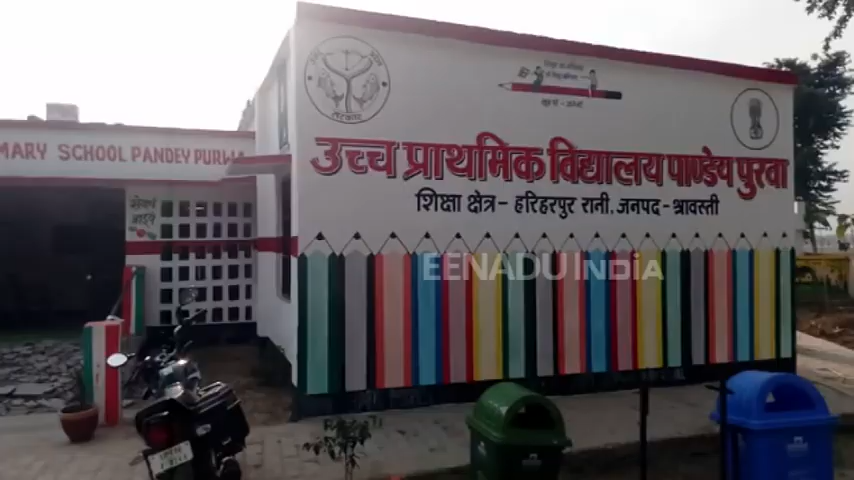 उच्च प्राथमिक विद्यालय पाण्डेय पुरवा
शिक्षा क्षेत्र- हरिहरपुर रानी, जनपद-श्रावस्ती
MARY SCHOOL PANDEY PURWA
EENADU INDIA